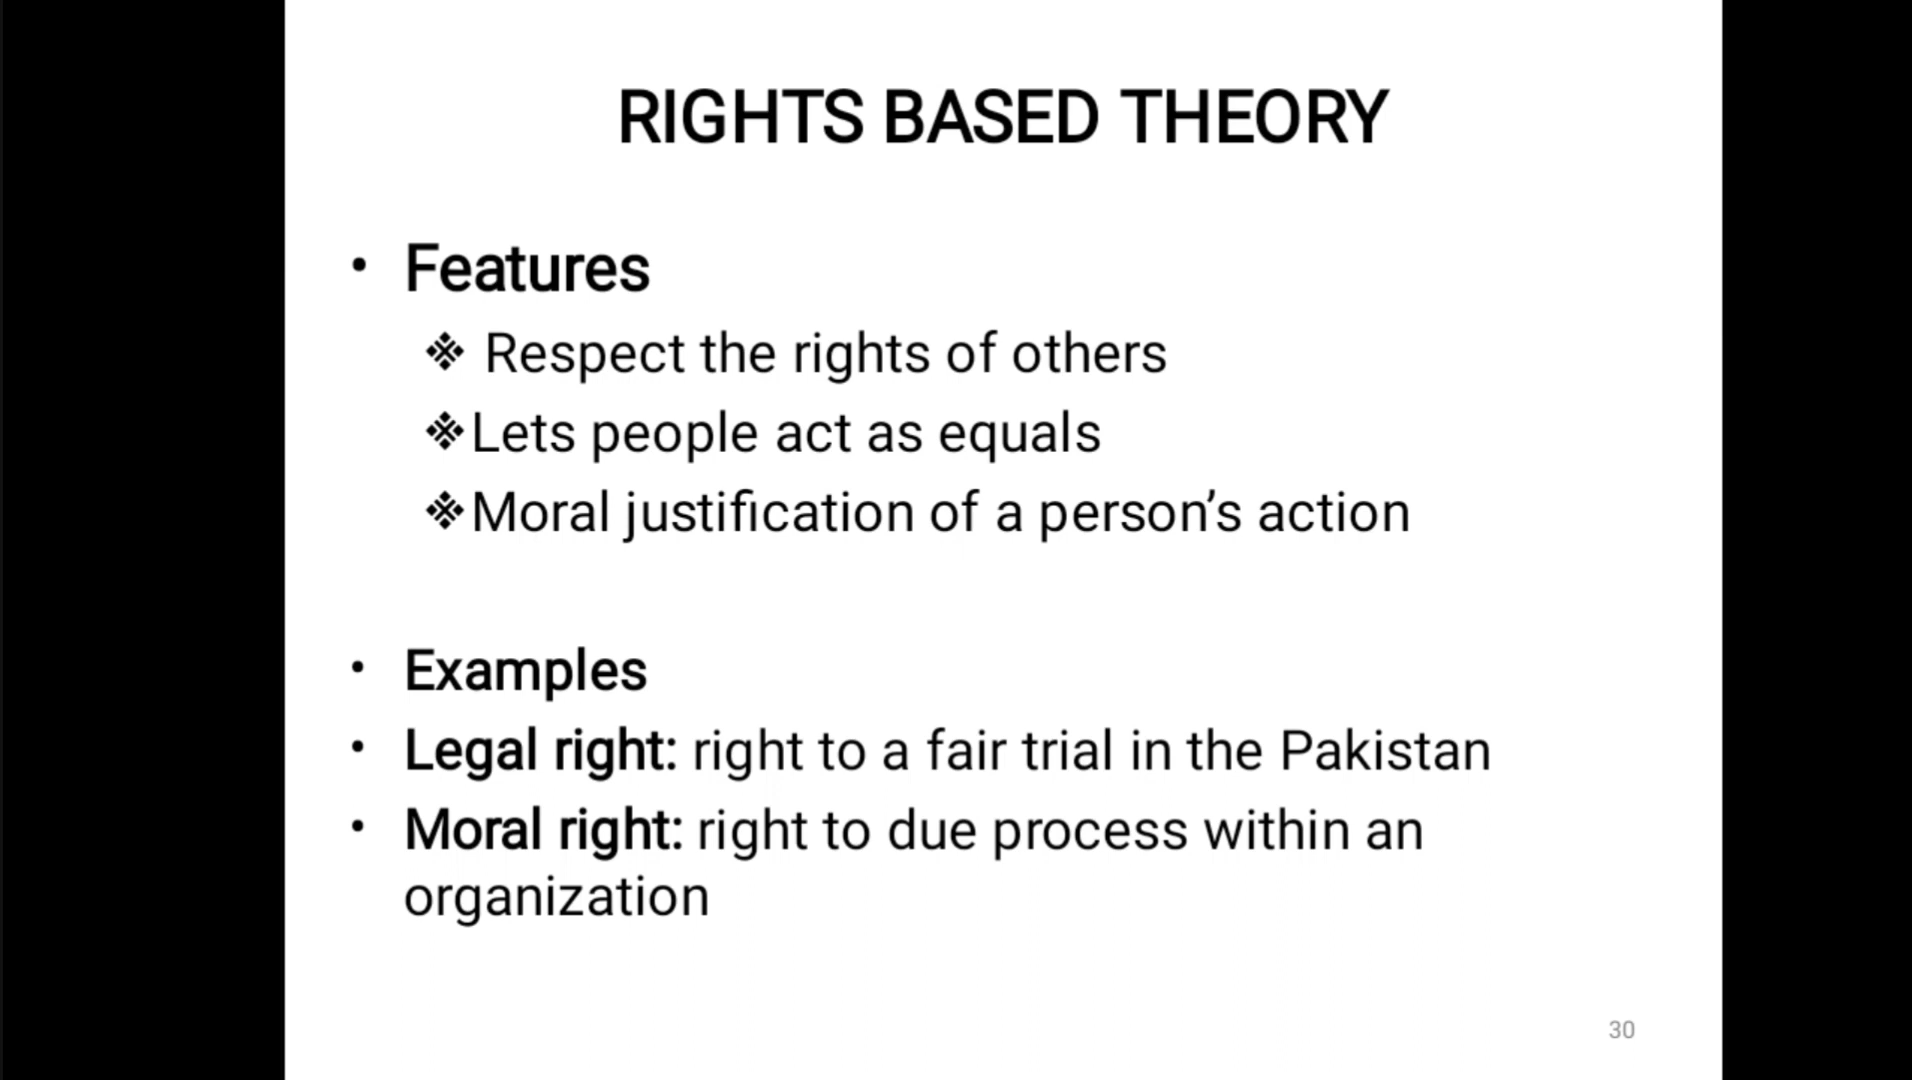 RIGHTS BASED THEORY
• Features
❖ Respect the rights of others
❖Lets people act as equals
❖Moral justification of a person’s action
• Examples
• Legal right: right to a fair trial in the Pakistan
• Moral right: right to due process within an
organization
30